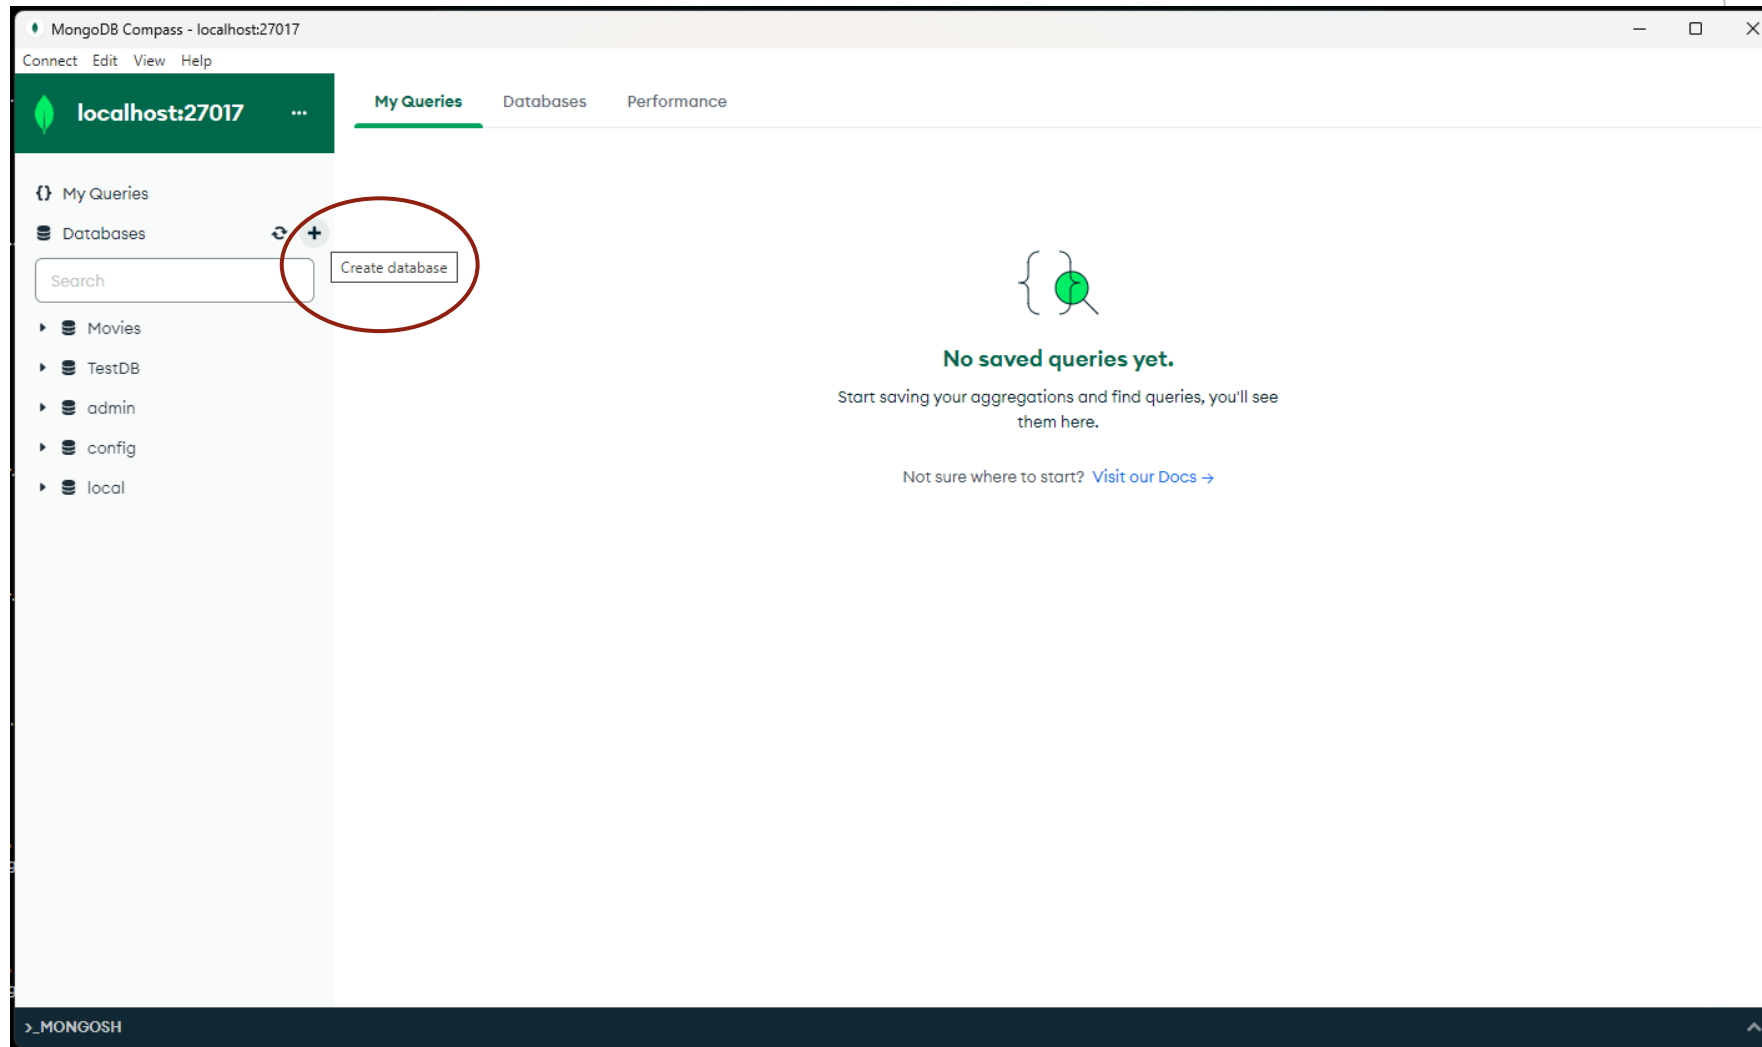 MongoDB Compass - localhost:27017
Connect Edit View Help
localhost:27017 ...
My Queries Databases Performance
{} My Queries
Databases
Create database
Search
Movies
TestDB
admin
config
local
No saved queries yet.
Start saving your aggregations and find queries, you'll see
them here.
Not sure where to start? Visit our Docs →
>_MONGOSH